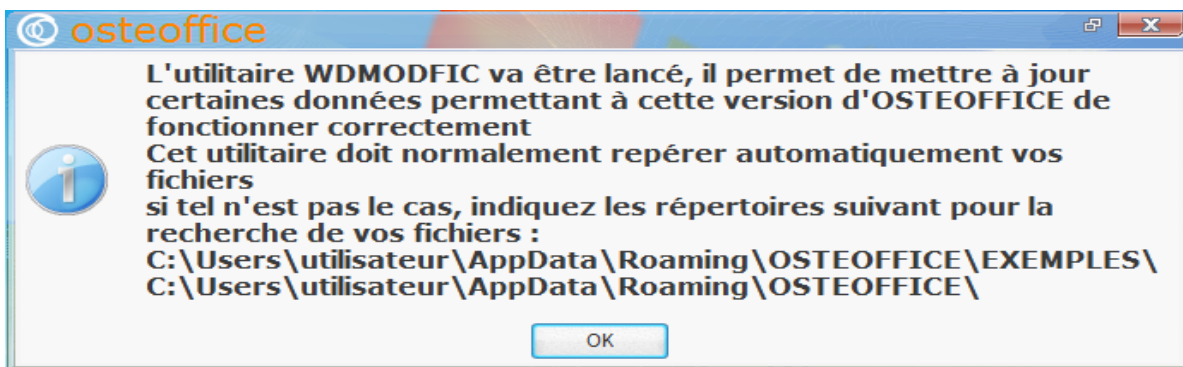 osteoffice
L'utilitaire WDMODFIC va être lancé, il permet de mettre à jour
certaines données permettant à cette version d'OSTEOFFICE de
fonctionner correctement
Cet utilitaire doit normalement repérer automatiquement vos
fichiers
si tel n'est pas le cas, indiquez les répertoires suivant pour la
recherche de vos fichiers :
C:\Users\utilisateur\AppData\Roaming\OSTEOFFICE\EXEMPLES\
C:\Users\utilisateur\AppData\Roaming\OSTEOFFICE\
OK